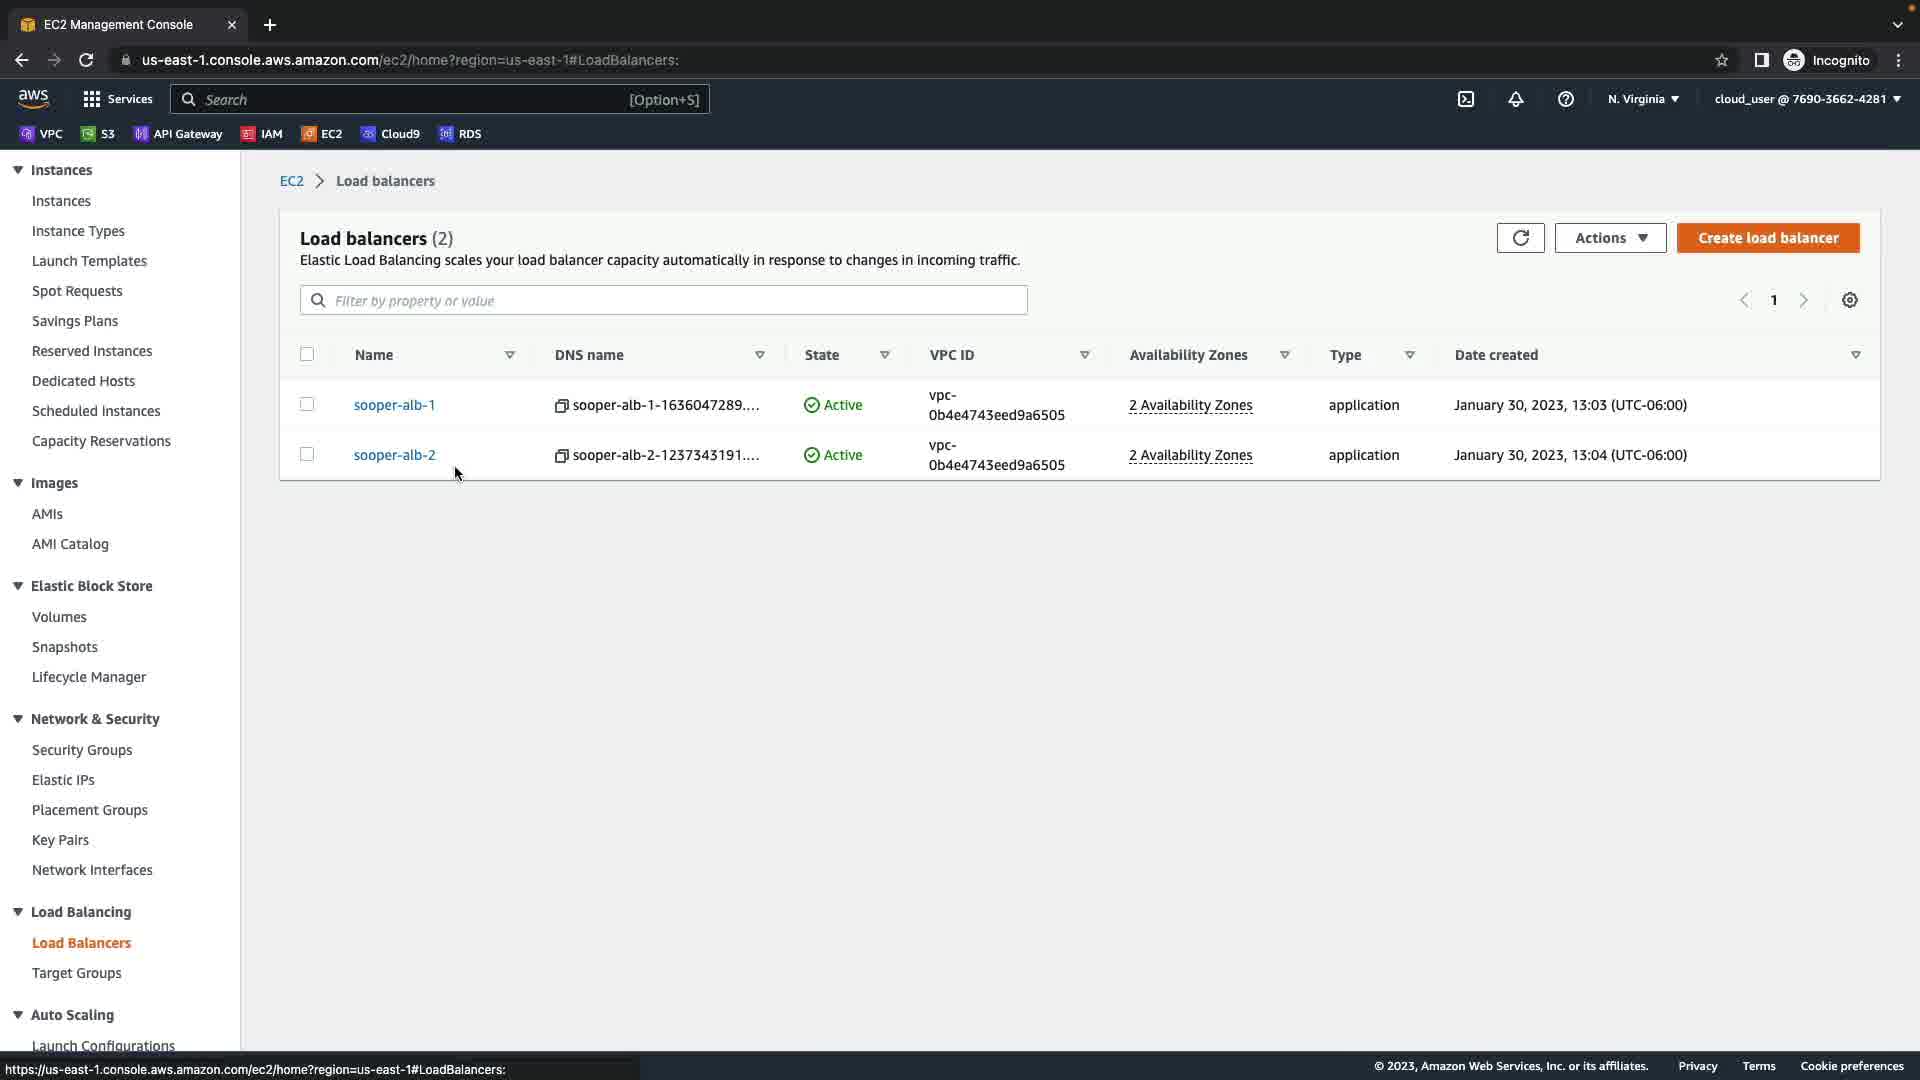 EC2 Management Console
us-east-1.console.aws.amazon.com/ec2/home?region=us-east-1#LoadBalancers:
Incognito
aws
Services
Search
[Option+S]
N. Virginia
cloud_user @ 7690-3662-4281
VPC
S3
API Gateway
IAM
EC2
Cloud9
RDS
Instances
Instances
Instance Types
Launch Templates
Spot Requests
Savings Plans
Reserved Instances
Dedicated Hosts
Scheduled Instances
Capacity Reservations
Images
AMIs
AMI Catalog
Elastic Block Store
Volumes
Snapshots
Lifecycle Manager
Network & Security
Security Groups
Elastic IPs
Placement Groups
Key Pairs
Network Interfaces
Load Balancing
Load Balancers
Target Groups
Auto Scaling
Launch Configurations
EC2 > Load balancers
Load balancers (2)
Elastic Load Balancing scales your load balancer capacity automatically in response to changes in incoming traffic.
Actions
Create load balancer
Filter by property or value
1
Name
DNS name
State
VPC ID
Availability Zones
Type
Date created
sooper-alb-1
sooper-alb-1-1636047289....
Active
vpc-
0b4e4743eed9a6505
2 Availability Zones
application
January 30, 2023, 13:03 (UTC-06:00)
sooper-alb-2
sooper-alb-2-1237343191....
Active
vpc-
0b4e4743eed9a6505
2 Availability Zones
application
January 30, 2023, 13:04 (UTC-06:00)
https://us-east-1.console.aws.amazon.com/ec2/home?region=us-east-1#LoadBalancers:
© 2023, Amazon Web Services, Inc. or its affiliates.
Privacy
Terms
Cookie preferences